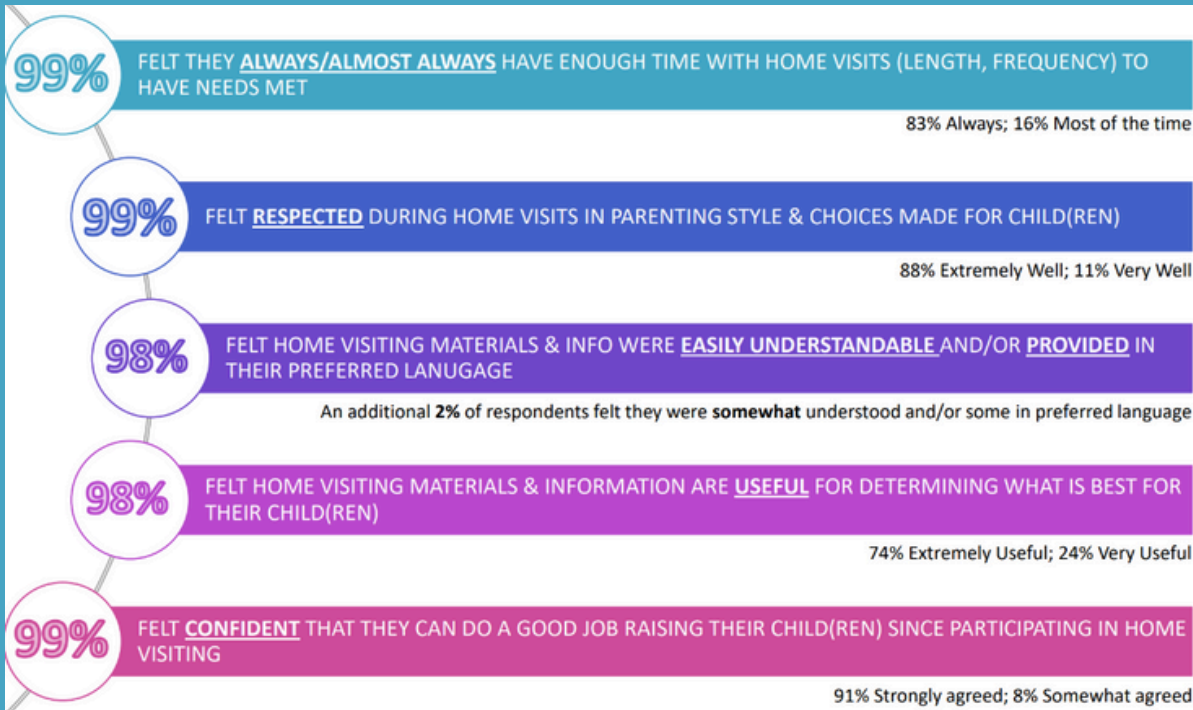 99%
FELT THEY ALWAYS/ALMOST ALWAYS HAVE ENOUGH TIME WITH HOME VISITS (LENGTH, FREQUENCY) TO
HAVE NEEDS MET
83% Always; 16% Most of the time
99%
FELT RESPECTED DURING HOME VISITS IN PARENTING STYLE & CHOICES MADE FOR CHILD(REN)
88% Extremely Well; 11% Very Well
98%
FELT HOME VISITING MATERIALS & INFO WERE EASILY UNDERSTANDABLE AND/OR PROVIDED IN
THEIR PREFERRED LANUGAGE
An additional 2% of respondents felt they were somewhat understood and/or some in preferred language
98%
FELT HOME VISITING MATERIALS & INFORMATION ARE USEFUL FOR DETERMINING WHAT IS BEST FOR
THEIR CHILD(REN)
74% Extremely Useful; 24% Very Useful
99%
FELT CONFIDENT THAT THEY CAN DO A GOOD JOB RAISING THEIR CHILD(REN) SINCE PARTICIPATING IN HOME
VISITING
91% Strongly agreed; 8% Somewhat agreed